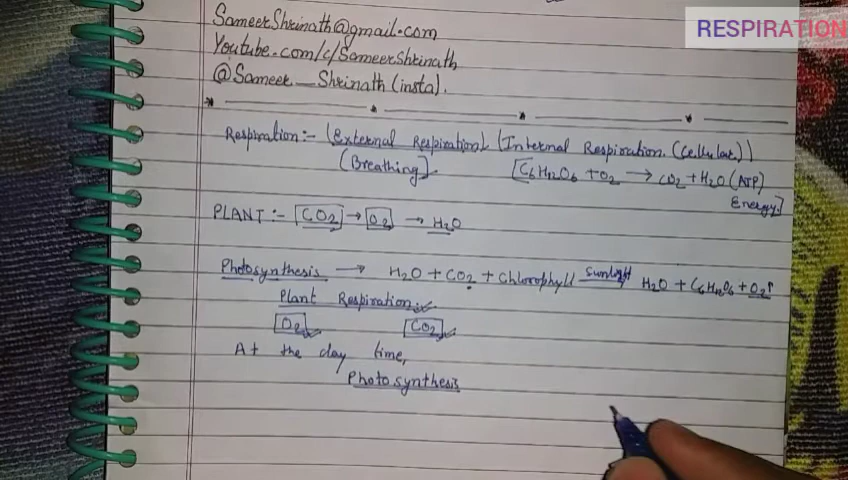 RESPIRATION
SameerShrinath@gmail.com
Youtube.com/c/SameerShrinath
@Sameer_Shrinath (insta).
Respiration:- (External Respiration) (Internal Respiration. (Cellular))
(Breathing) [C6H12O6 + O2 → CO2 + H2O (ATP)
Energy.]
PLANT:- CO2 → O2 → H2O
Photosynthesis → H2O + CO2 + Chlorophyll Sunlight H2O + C6H12O6 + O2↑
Plant Respiration:
O2 CO2
At the day time,
Photosynthesis